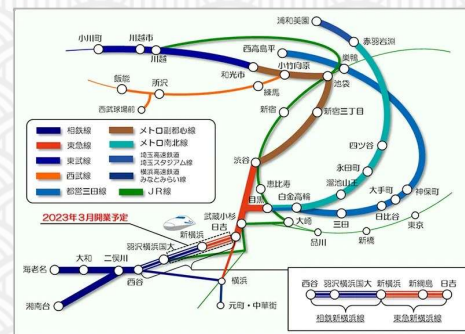 浦和美園
赤羽岩淵
小川町
川越市
川越
西高島平
巣鴨
和光市
小竹向原
池袋
飯能
所沢
練馬
西武球場前
新宿
新宿三丁目
相鉄線
東急線
東武線
西武線
都営三田線
メトロ副都心線
メトロ南北線
埼玉高速鉄道
埼玉スタジアム線
横浜高速鉄道
みなとみらい線
JR線
四ツ谷
永田町
溜池山王
渋谷
恵比寿
目黒
白金高輪
大手町
神保町
日比谷
三田
東京
新橋
品川
大崎
2023年3月開業予定
武蔵小杉
日吉
新横浜
羽沢横浜国大
海老名
大和
二俣川
西谷
横浜
湘南台
元町・中華街
西谷
羽沢横浜国大
新横浜
新綱島
日吉
相鉄新横浜線
東急新横浜線